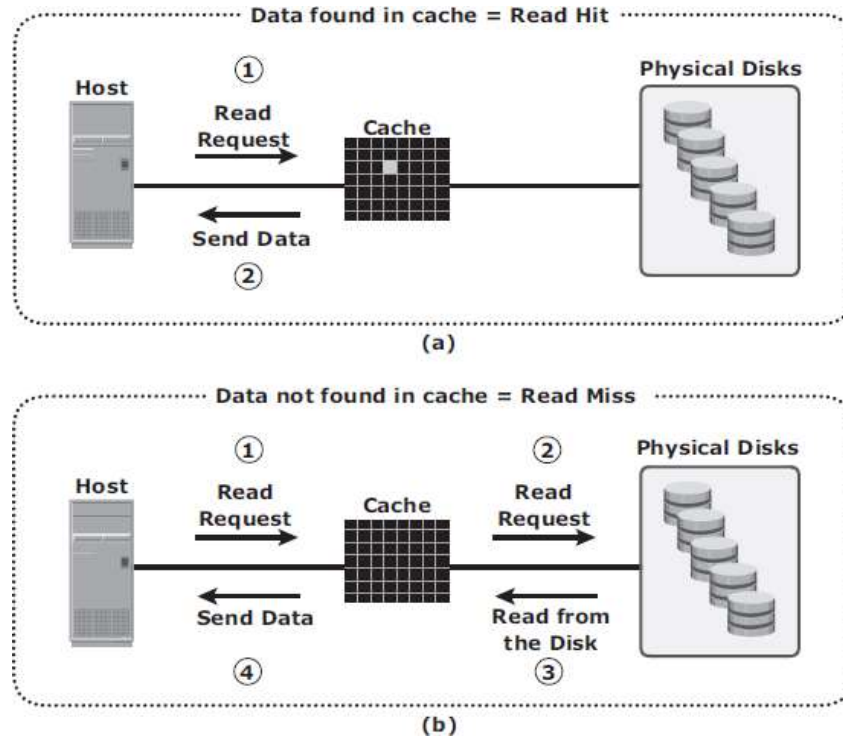 Data found in cache = Read Hit
①
Physical Disks
Host
Read
Request
Cache
Send Data
②
(a)
Data not found in cache = Read Miss
①
②
Physical Disks
Host
Read
Request
Cache
Read
Request
Send Data
Read from
the Disk
④
③
(b)